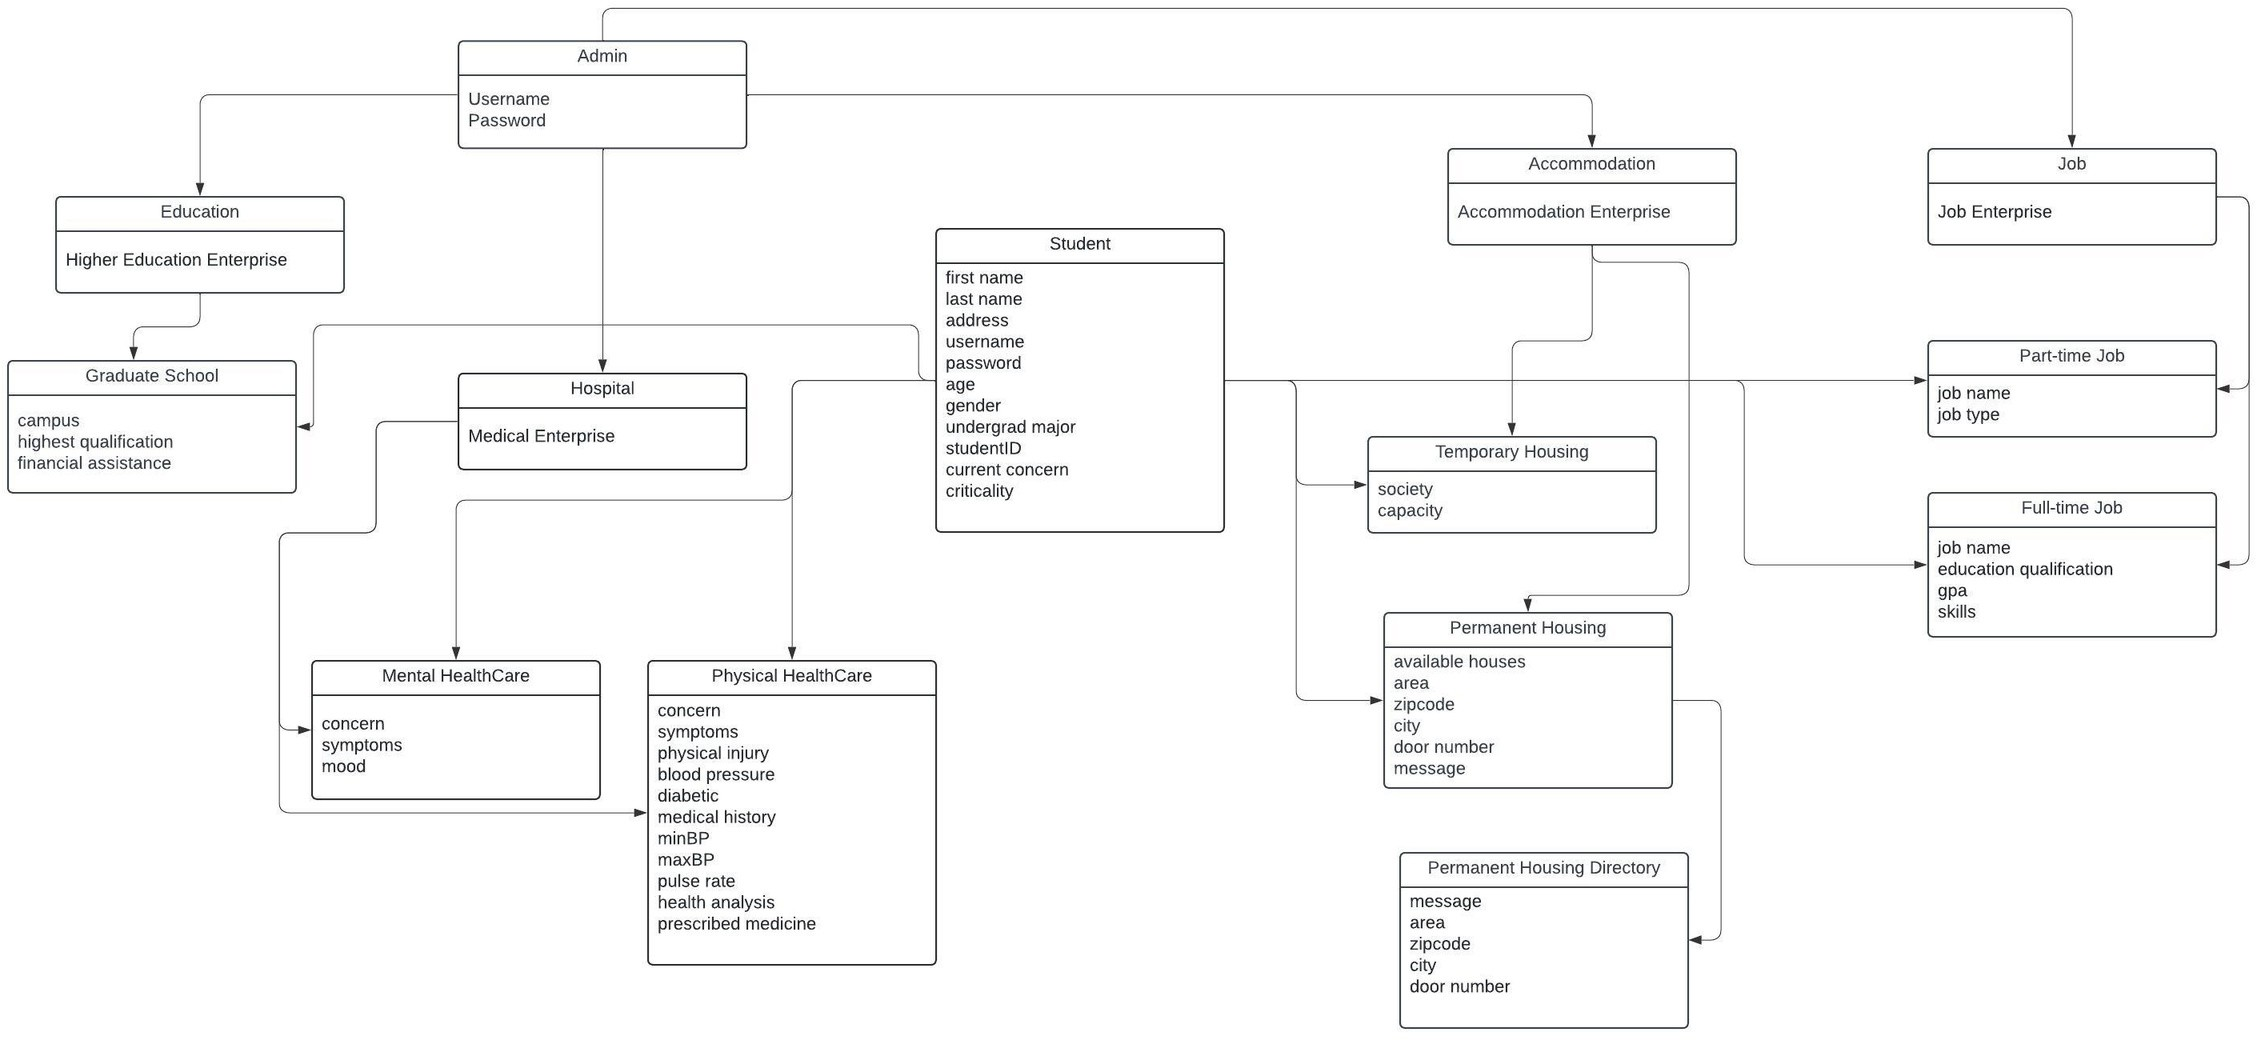 Admin
Username
Password
Education
Higher Education Enterprise
Accommodation
Accommodation Enterprise
Job
Job Enterprise
Student
first name
last name
address
username
password
age
gender
undergrad major
studentID
current concern
criticality
Graduate School
campus
highest qualification
financial assistance
Hospital
Medical Enterprise
Part-time Job
job name
job type
Temporary Housing
society
capacity
Full-time Job
job name
education qualification
gpa
skills
Permanent Housing
available houses
area
zipcode
city
door number
message
Mental HealthCare
concern
symptoms
mood
Physical HealthCare
concern
symptoms
physical injury
blood pressure
diabetic
medical history
minBP
maxBP
pulse rate
health analysis
prescribed medicine
Permanent Housing Directory
message
area
zipcode
city
door number